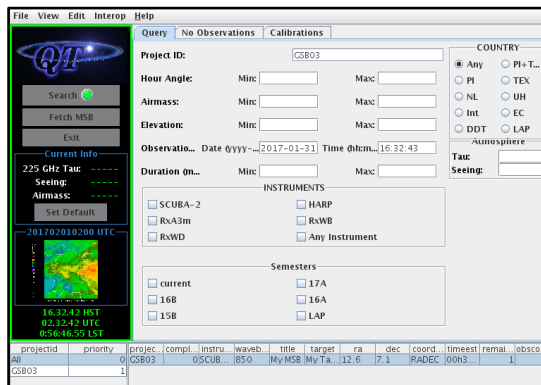 File View Edit Interop Help
Query No Observations Calibrations
QT
Search
Fetch MSB
Exit
Current Info
225 GHz Tau: -----
Seeing: -----
Airmass: -----
Set Default
201702010200 UTC
16.32.42 HST
02.32.42 UTC
0:56:46.55 LST
Project ID: GSB03
Hour Angle: Min: Max:
Airmass: Min: Max:
Elevation: Min: Max:
Observatio... Date (yyyy-... 2017-01-31 Time (hh:m... 16:32:43
Duration (m... Min: Max:
INSTRUMENTS
SCUBA-2 HARP
RxA3m RxWB
RxWD Any Instrument
Semesters
current 17A
16B 16A
15B LAP
COUNTRY
Any PI+T...
PI TEX
NL UH
Int EC
DDT LAP
Atmosphere
Tau:
Seeing:
projectid priority
All 0
GSB03 1
projec... compl... instru... waveb... title target ra dec coord... timeest remai... obsco
GSB03 0 SCUB... 850 My MSB My Ta... 12.6 7.1 RADEC 00h3... 1